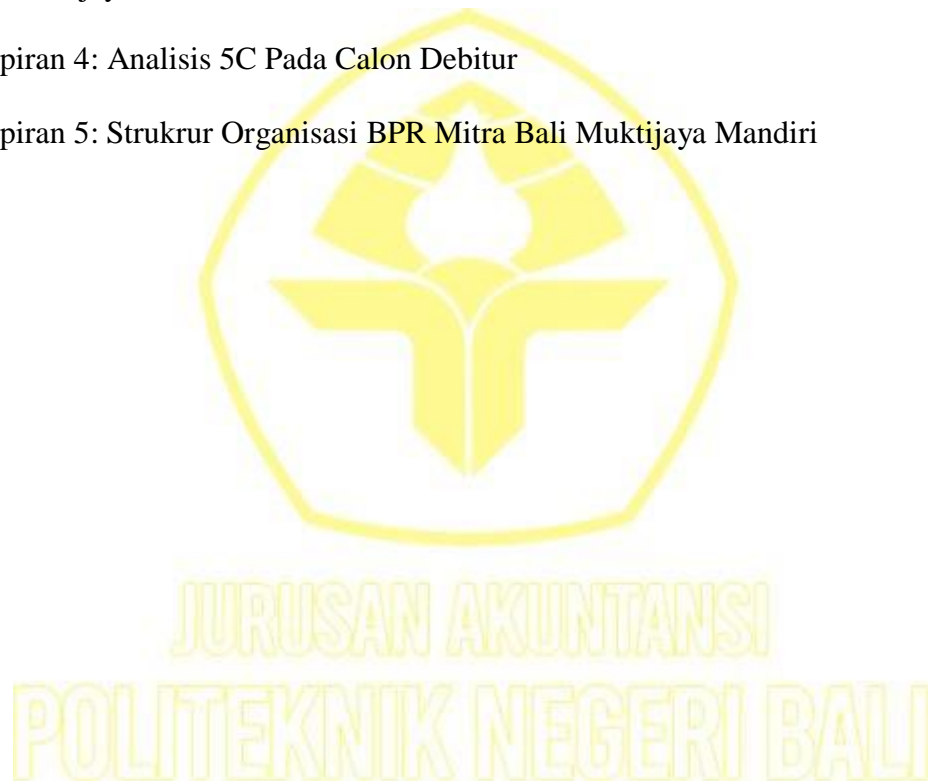 piran 4: Analisis 5C Pada Calon Debitur
piran 5: Strukrur Organisasi BPR Mitra Bali Muktijaya Mandiri
JURUSAN AKUNTANSI
POLITEKNIK NEGERI BALI